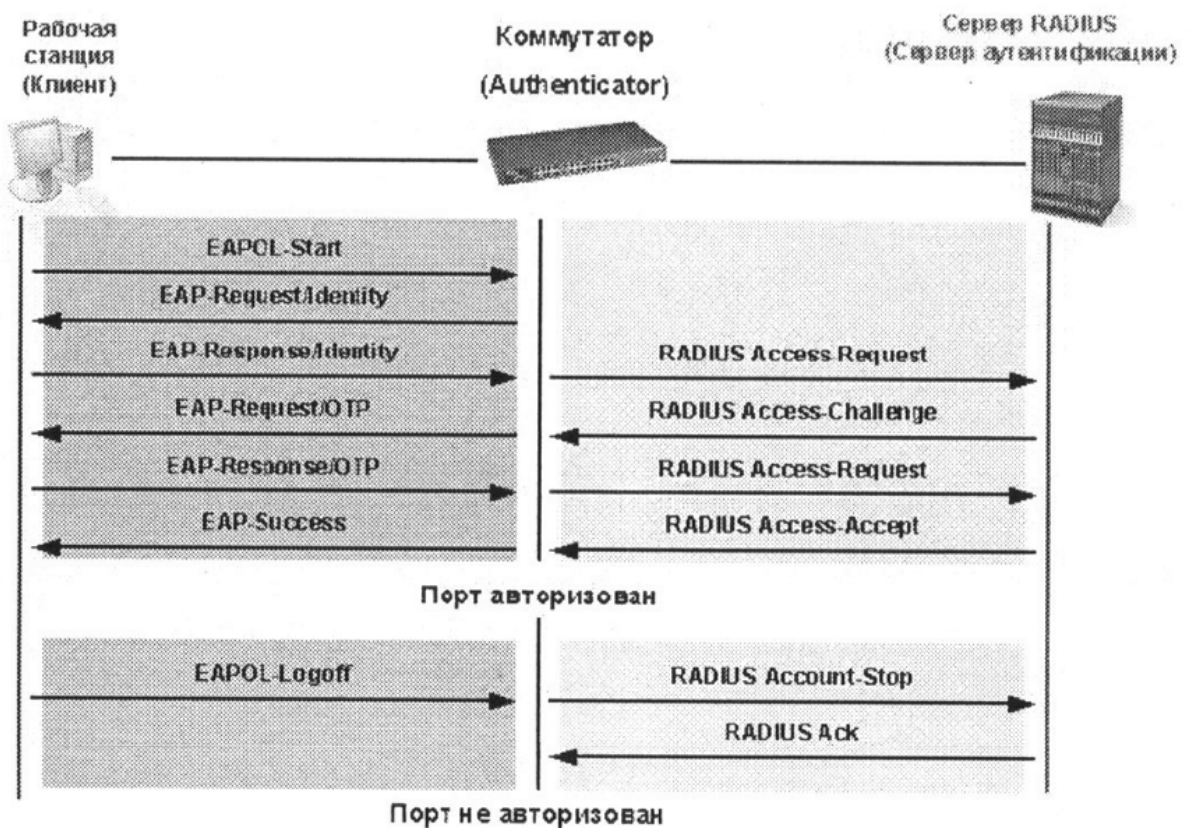 Рабочая
станция
(Клиент)
Коммутатор
(Authenticator)
Сервер RADIUS
(Сервер аутентификации)
EAPOL-Start
EAP-Request/Identity
EAP-Response/Identity
RADIUS Access-Request
EAP-Request/OTP
RADIUS Access-Challenge
EAP-Response/OTP
RADIUS Access-Request
EAP-Success
RADIUS Access-Accept
Порт авторизован
EAPOL-Logoff
RADIUS Account-Stop
RADIUS Ack
Порт не авторизован